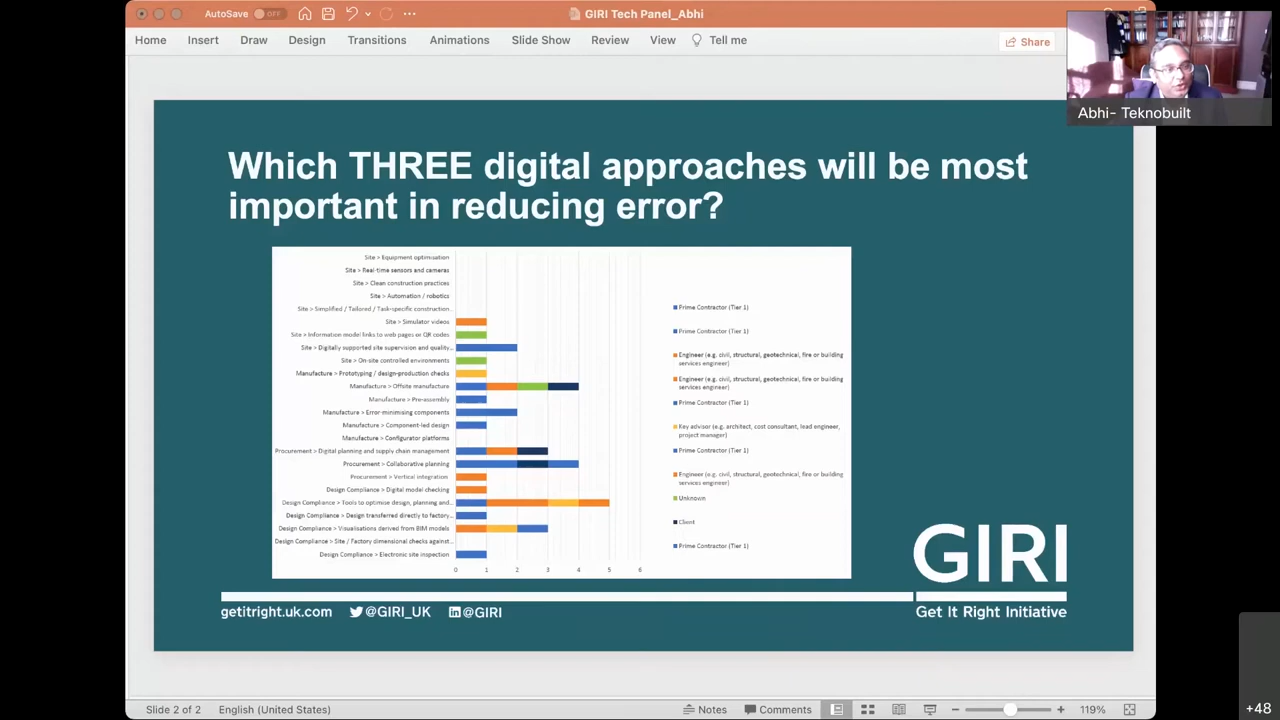 AutoSave
OFF
GIRI Tech Panel_Abhi
Home Insert Draw Design Transitions Animations Slide Show Review View Tell me
Share
Abhi- Teknobuilt
Which THREE digital approaches will be most
important in reducing error?
Site > Equipment optimisation
Site > Real-time sensors and cameras
Site > Clean construction practices
Site > Automation / robotics
Site > Simplified / Tailored / Task-specific construction...
Site > Simulator videos
Site > Information model links to web pages or QR codes
Site > Digitally supported site supervision and quality...
Site > On-site controlled environments
Manufacture > Prototyping / design-production checks
Manufacture > Offsite manufacture
Manufacture > Pre-assembly
Manufacture > Error-minimising components
Manufacture > Component-led design
Manufacture > Configurator platforms
Procurement > Digital planning and supply chain management
Procurement > Collaborative planning
Procurement > Vertical integration
Design Compliance > Digital model checking
Design Compliance > Tools to optimise design, planning and...
Design Compliance > Design transferred directly to factory...
Design Compliance > Visualisations derived from BIM models
Design Compliance > Site / Factory dimensional checks against...
Design Compliance > Electronic site inspection
0 1 2 3 4 5 6
Prime Contractor (Tier 1)
Prime Contractor (Tier 1)
Engineer (e.g. civil, structural, geotechnical, fire or building
services engineer)
Engineer (e.g. civil, structural, geotechnical, fire or building
services engineer)
Prime Contractor (Tier 1)
Key advisor (e.g. architect, cost consultant, lead engineer,
project manager)
Prime Contractor (Tier 1)
Engineer (e.g. civil, structural, geotechnical, fire or building
services engineer)
Unknown
Client
Prime Contractor (Tier 1)
GIRI
Get It Right Initiative
getitright.uk.com @GIRI_UK @GIRI
Slide 2 of 2 English (United States)
Notes Comments 119%
+48